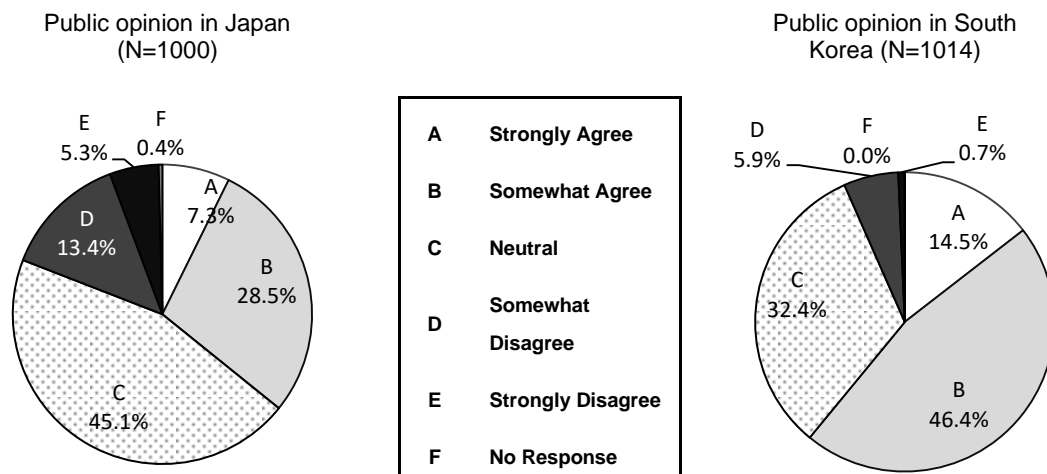 Public opinion in Japan
(N=1000)
E
5.3%
F
0.4%
A
7.3%
D
13.4%
B
28.5%
C
45.1%
A Strongly Agree
B Somewhat Agree
C Neutral
D Somewhat
Disagree
E Strongly Disagree
F No Response
Public opinion in South
Korea (N=1014)
D
5.9%
F
0.0%
E
0.7%
A
14.5%
C
32.4%
B
46.4%